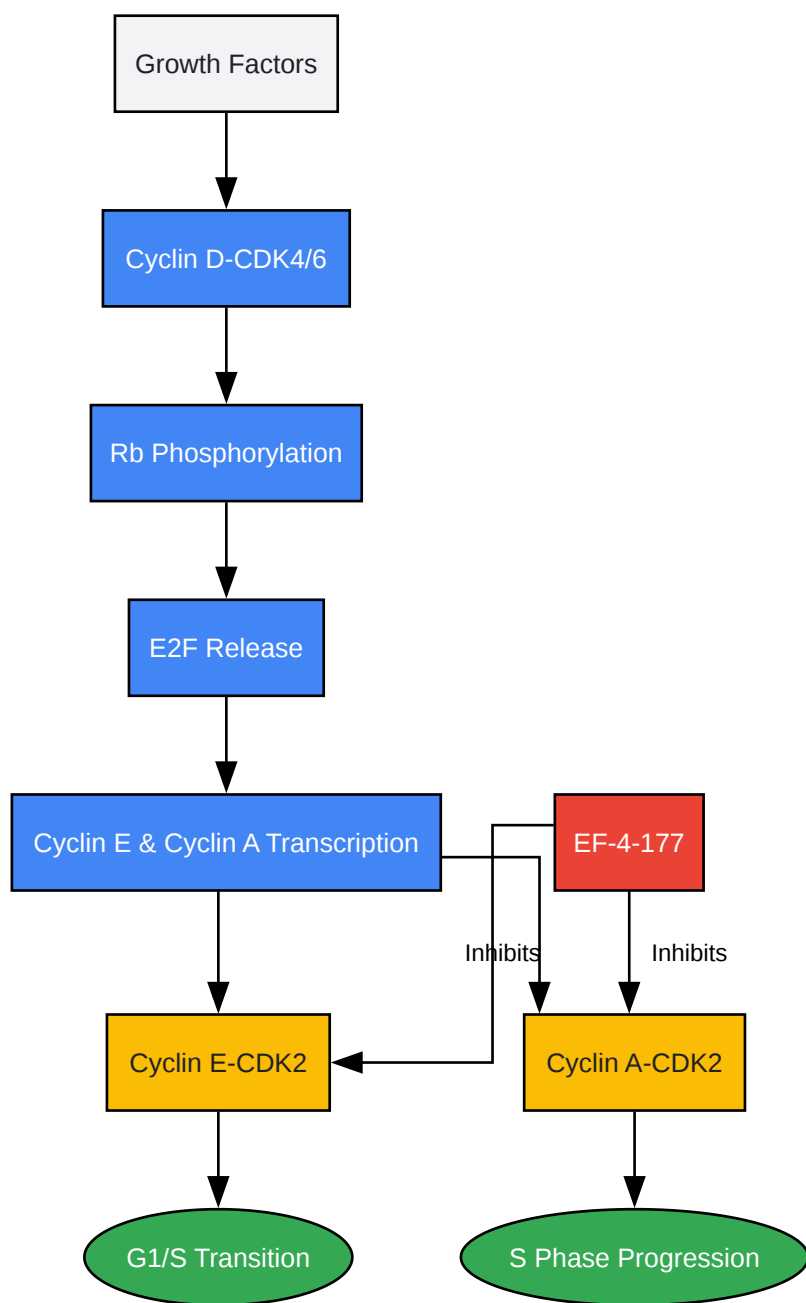 Growth Factors
Cyclin D-CDK4/6
Rb Phosphorylation
E2F Release
Cyclin E & Cyclin A Transcription
EF-4-177
Inhibits
Inhibits
Cyclin E-CDK2
Cyclin A-CDK2
G1/S Transition
S Phase Progression